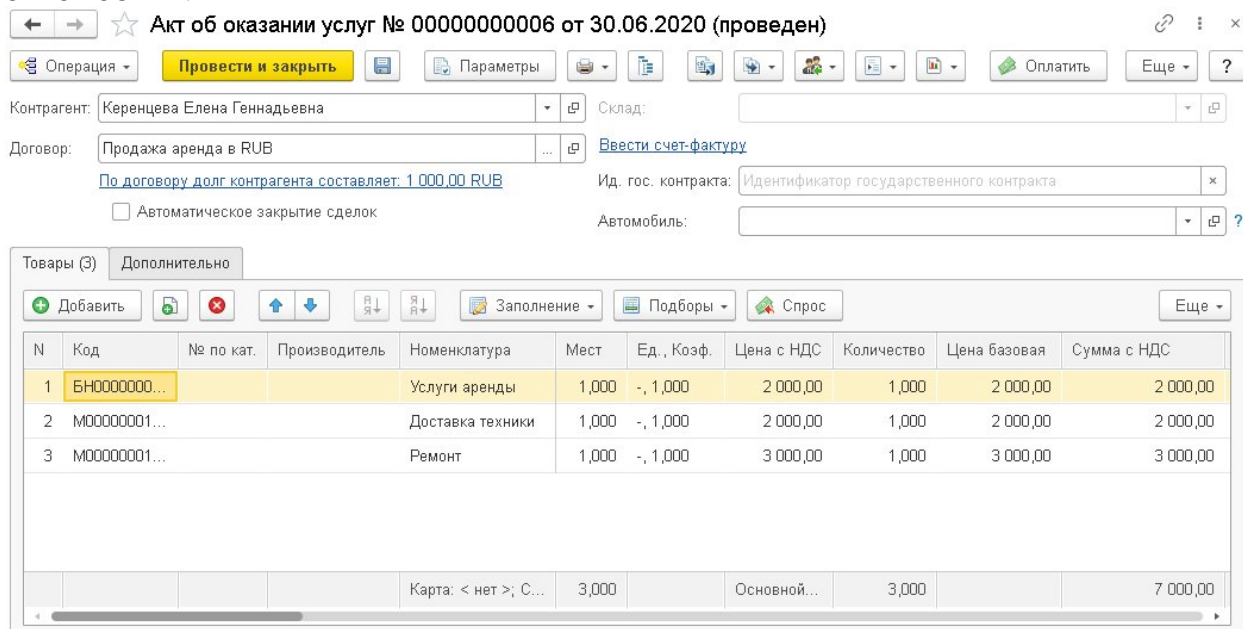 Акт об оказании услуг № 00000000006 от 30.06.2020 (проведен)
Операция Провести и закрыть Параметры Оплатить Еще ?
Контрагент: Керенцева Елена Геннадьевна Склад:
Договор: Продажа аренда в RUB ... Ввести счет-фактуру
По договору долг контрагента составляет: 1 000,00 RUB Ид. гос. контракта: Идентификатор государственного контракта
Автоматическое закрытие сделок Автомобиль: ?
Товары (3) Дополнительно
Добавить Заполнение Подборы Спрос Еще
N Код № по кат. Производитель Номенклатура Мест Ед., Коэф. Цена с НДС Количество Цена базовая Сумма с НДС
1 БН0000000... Услуги аренды 1,000 -, 1,000 2 000,00 1,000 2 000,00 2 000,00
2 М00000001... Доставка техники 1,000 -, 1,000 2 000,00 1,000 2 000,00 2 000,00
3 М00000001... Ремонт 1,000 -, 1,000 3 000,00 1,000 3 000,00 3 000,00
Карта: < нет >; С... 3,000 Основной... 3,000 7 000,00